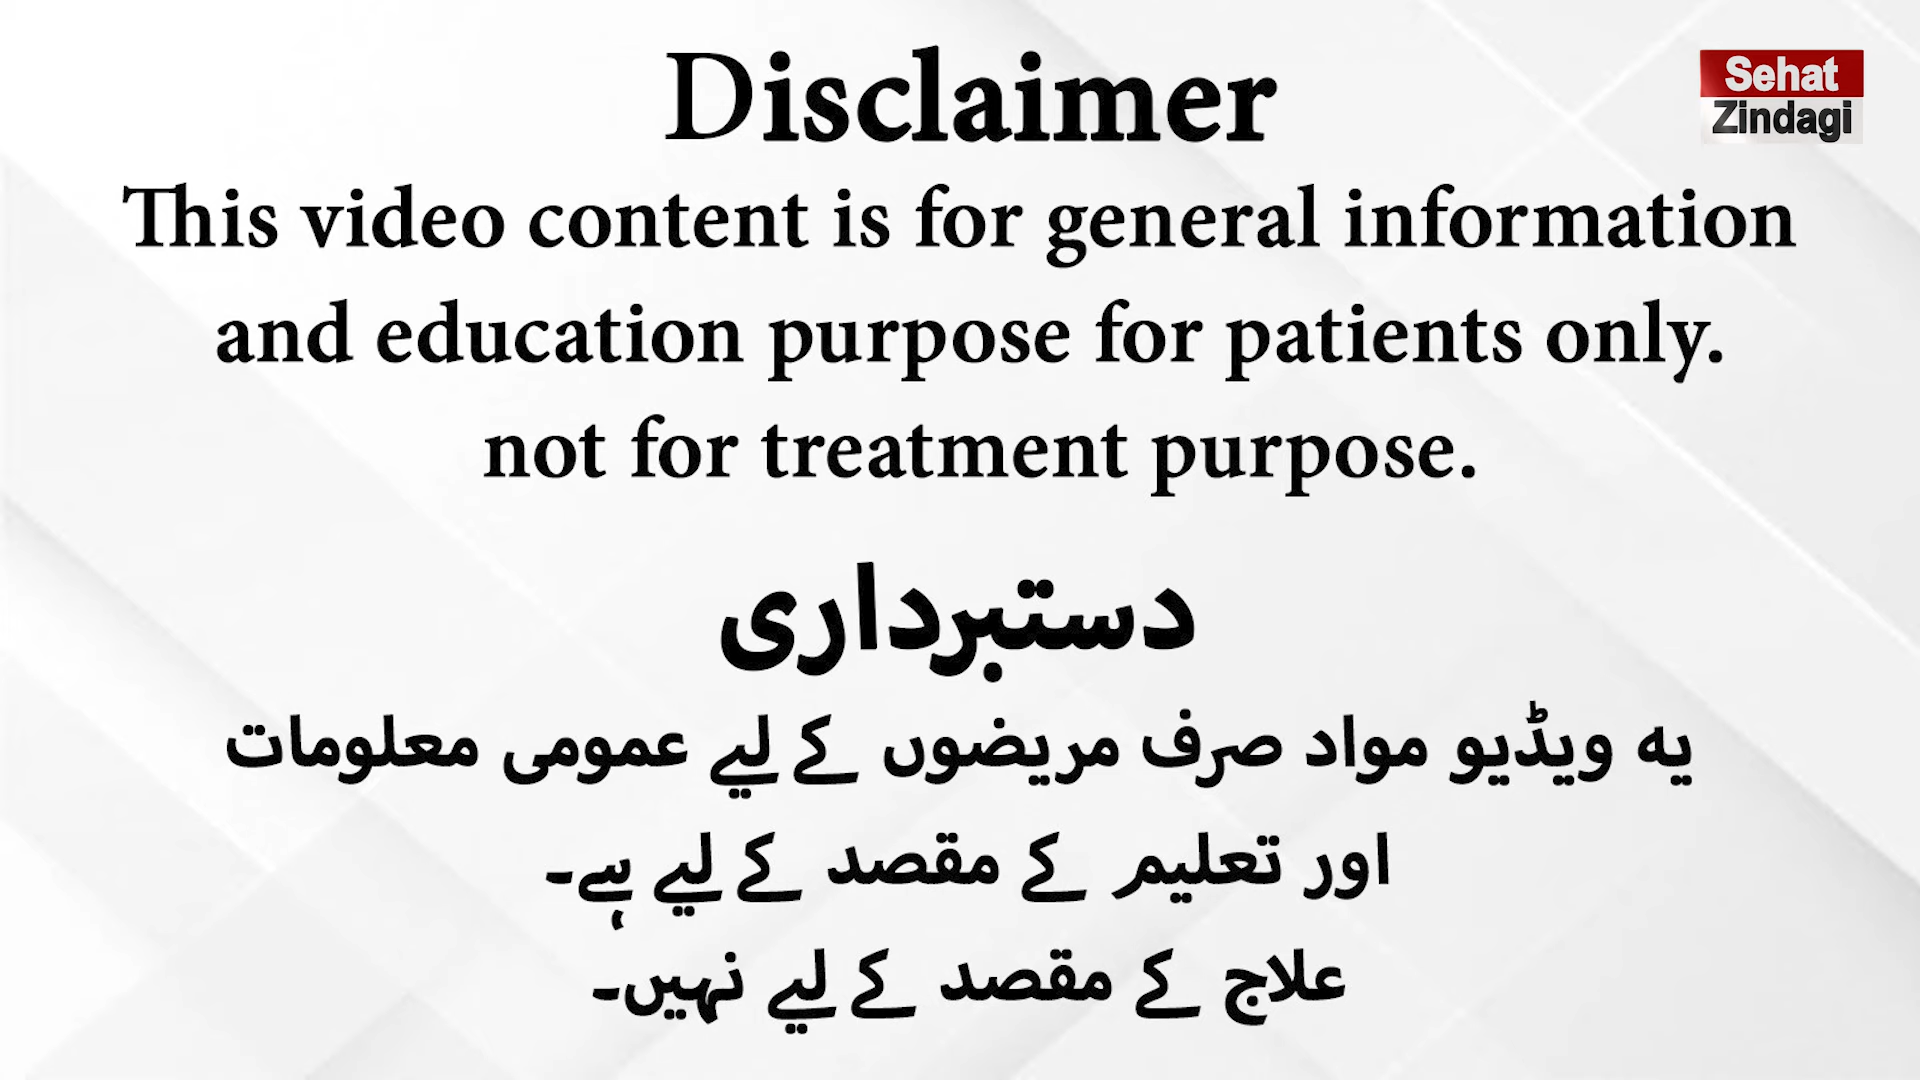 Disclaimer
Sehat
Zindagi
This video content is for general information
and education purpose for patients only.
not for treatment purpose.
دستبرداری
یہ ویڈیو مواد صرف مریضوں کے لیے عمومی معلومات
اور تعلیم کے مقصد کے لیے ہے۔
علاج کے مقصد کے لیے نہیں۔